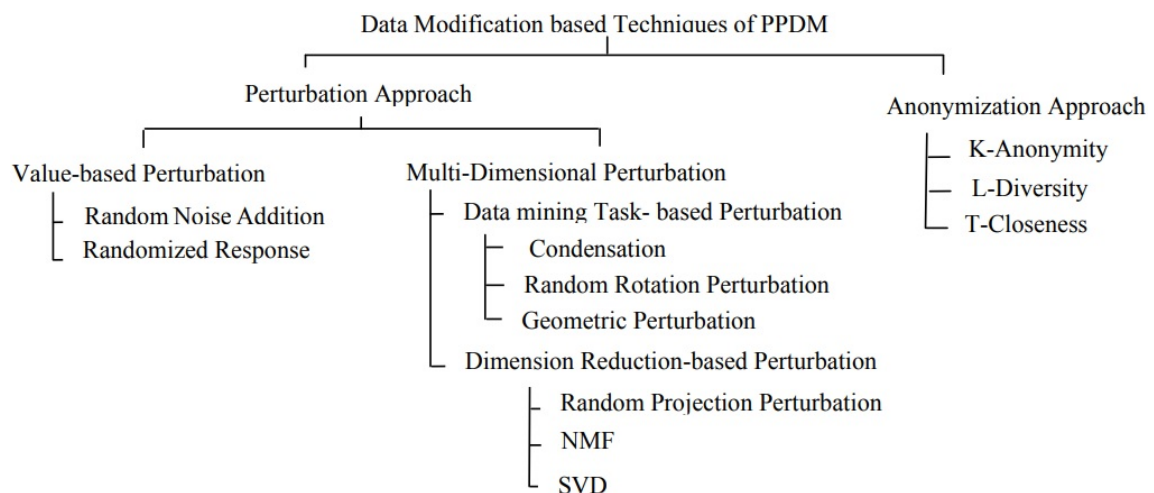 Data Modification based Techniques of PPDM
Perturbation Approach
Anonymization Approach
K-Anonymity
L-Diversity
T-Closeness
Value-based Perturbation
Random Noise Addition
Randomized Response
Multi-Dimensional Perturbation
Data mining Task- based Perturbation
Condensation
Random Rotation Perturbation
Geometric Perturbation
Dimension Reduction-based Perturbation
Random Projection Perturbation
NMF
SVD